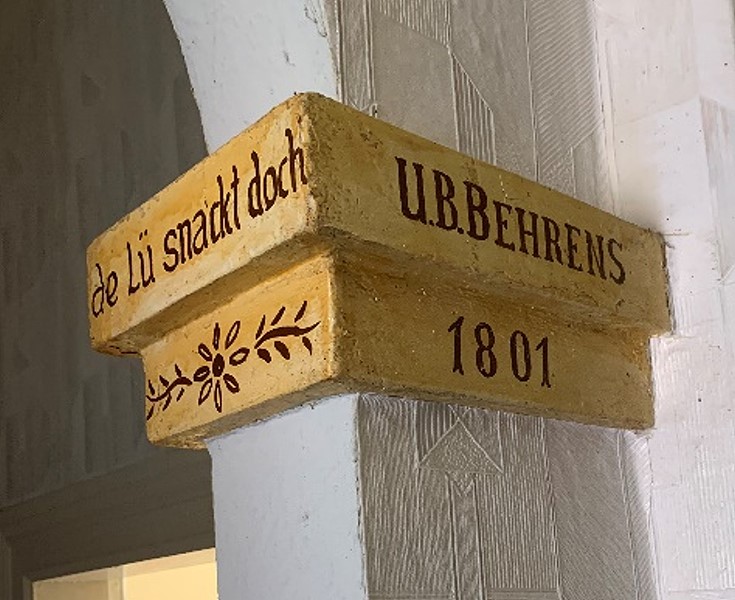 de Lü snackt doch
U.B.BEHRENS
1801